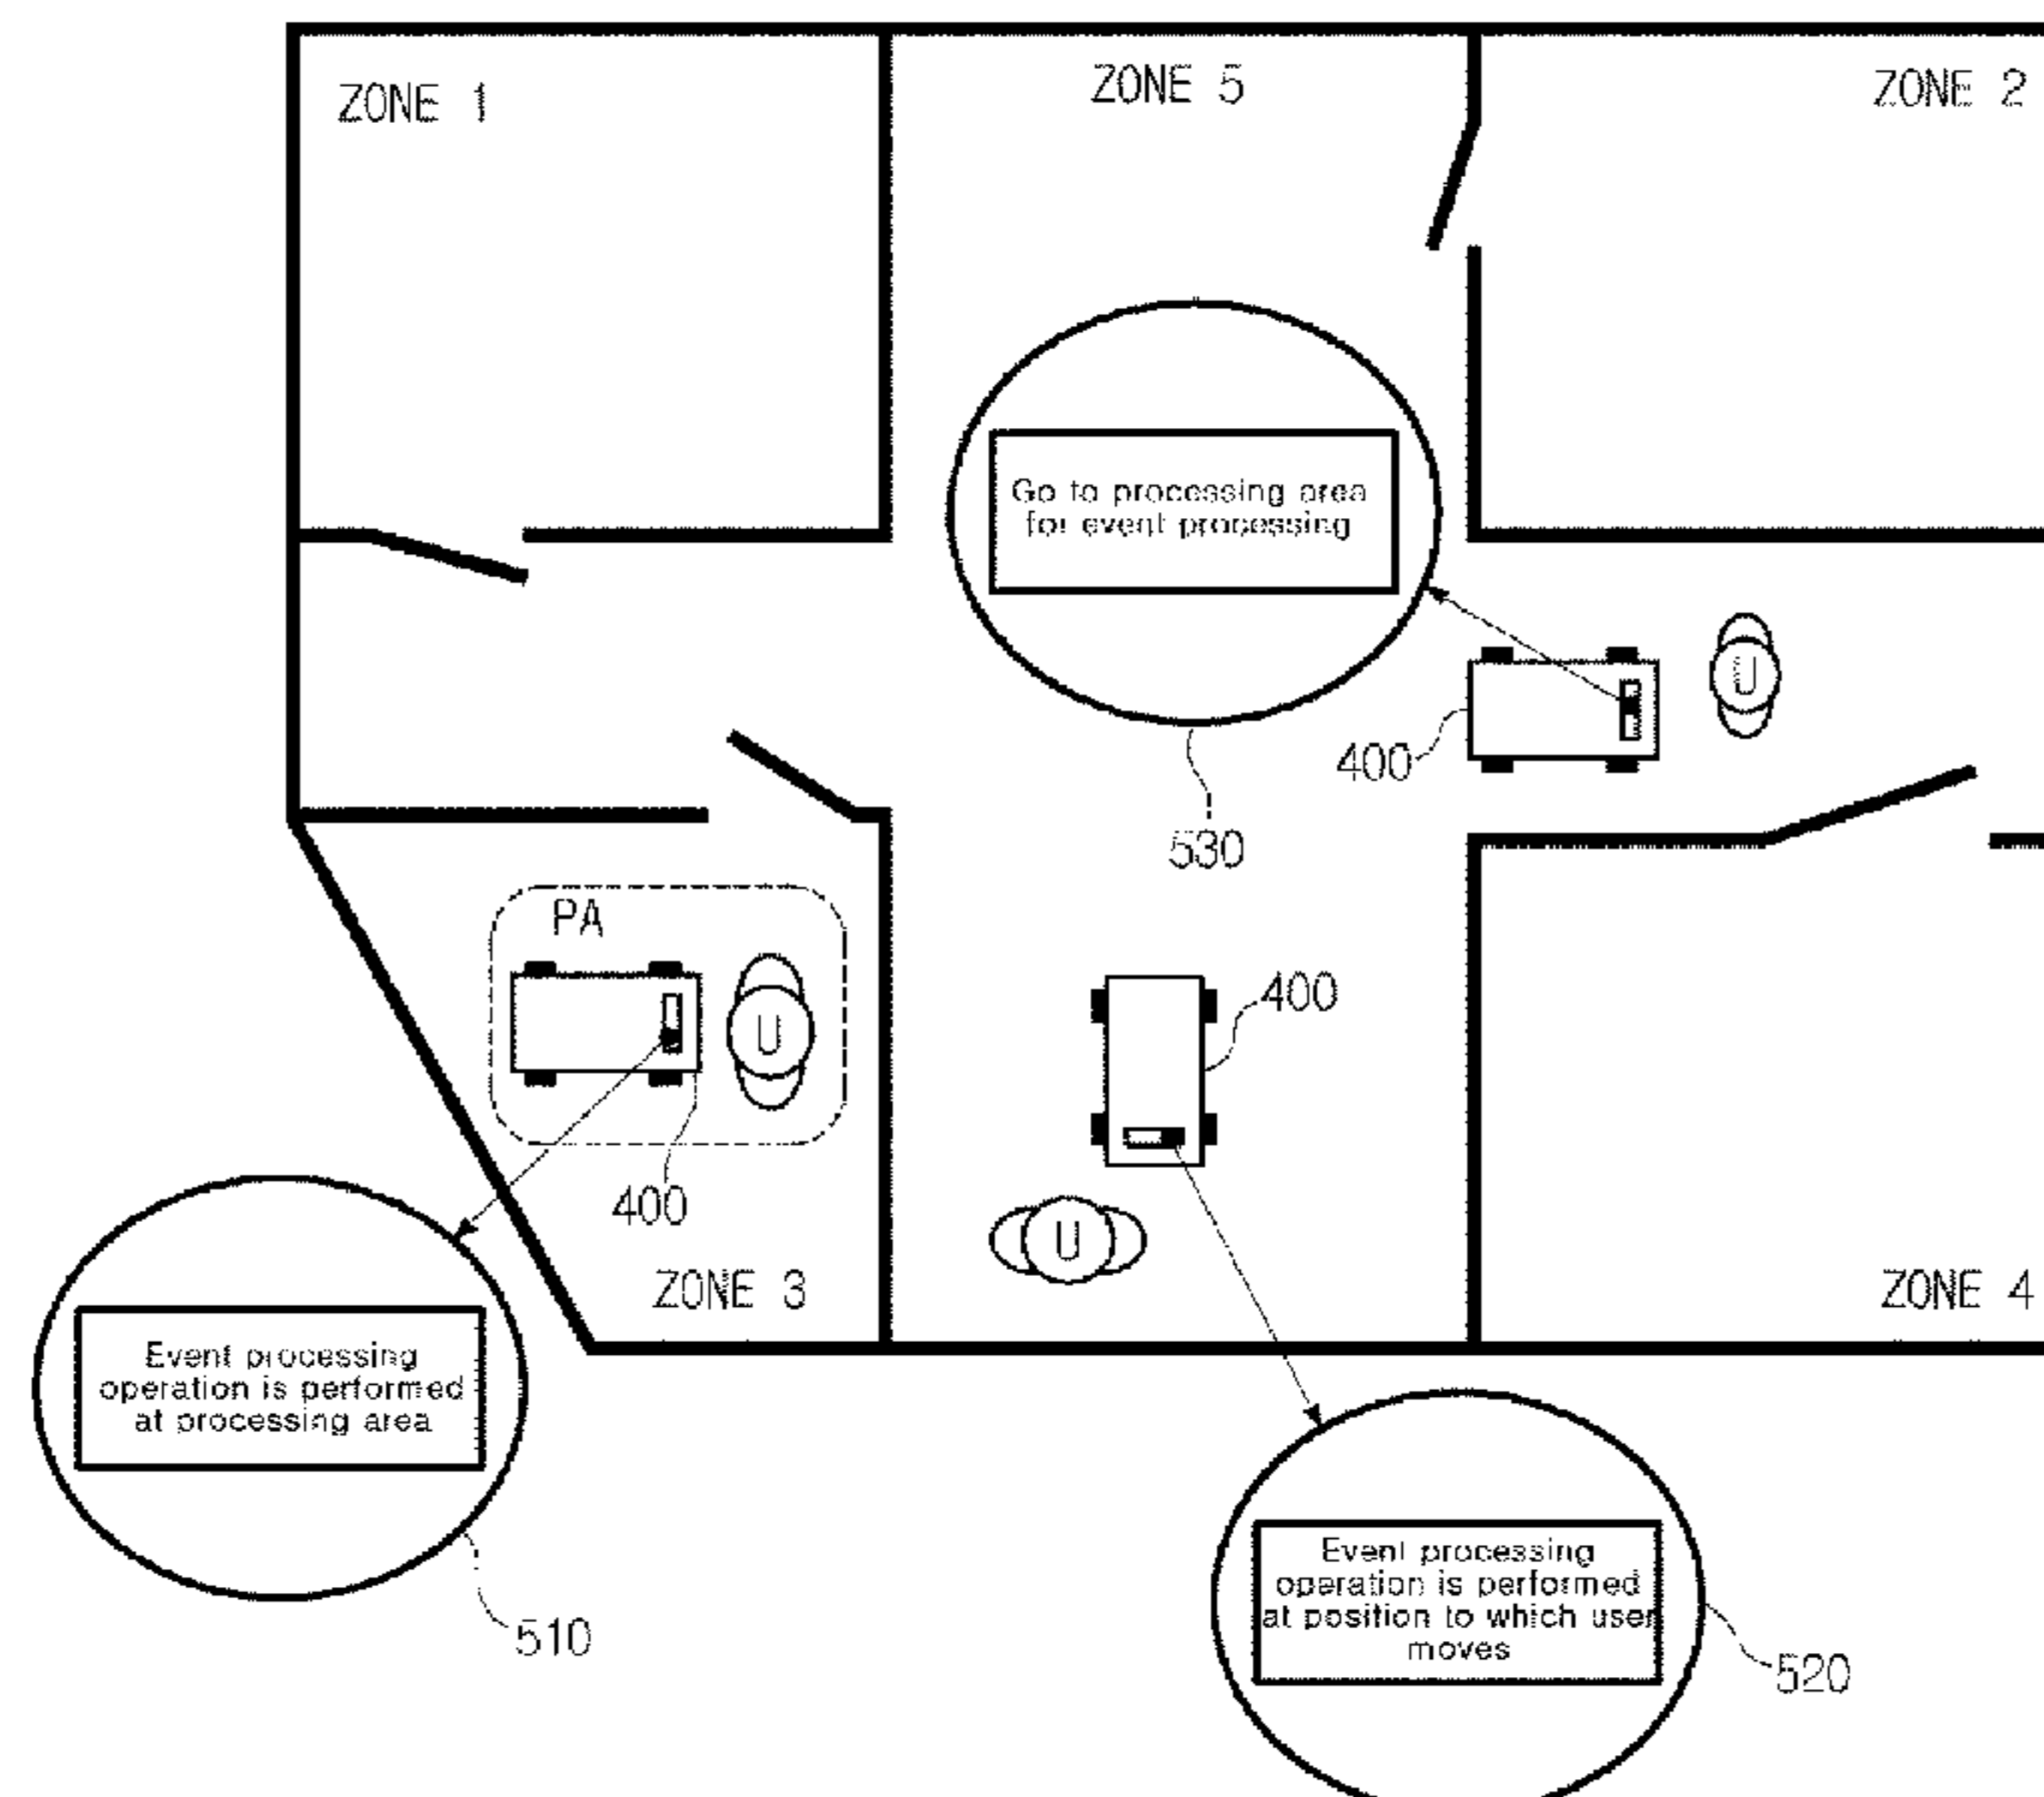 ZONE 1
ZONE 5
ZONE 2
Go to processing area
for event processing
U
400
530
PA
U
400
400
U
ZONE 3
ZONE 4
Event processing
operation is performed
at processing area
510
Event processing
operation is performed
at position to which user
moves
520